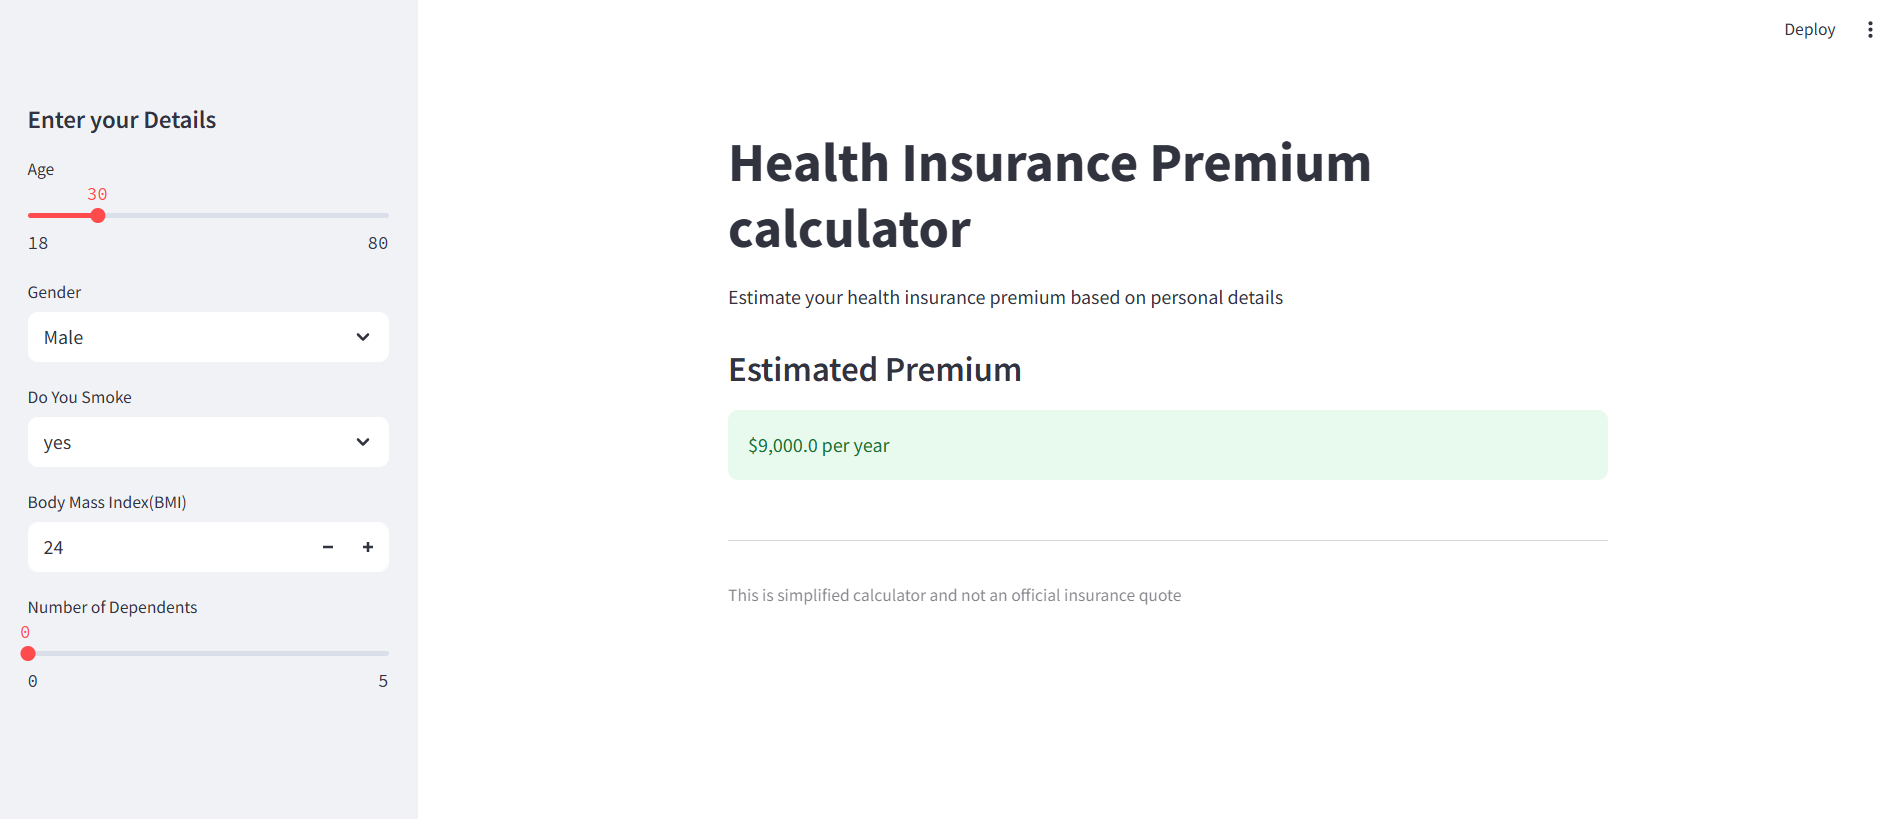 Deploy
Enter your Details
Age
30
18 80
Gender
Male
Do You Smoke
yes
Body Mass Index(BMI)
24
Number of Dependents
0
0 5
Health Insurance Premium
calculator
Estimate your health insurance premium based on personal details
Estimated Premium
$9,000.0 per year
This is simplified calculator and not an official insurance quote